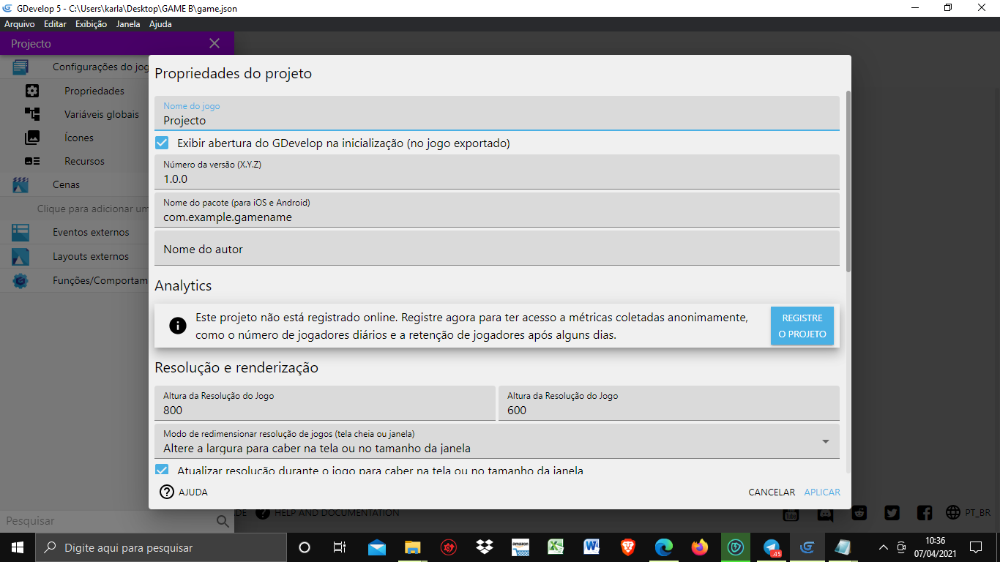 GDevelop 5 - C:\Users\karla\Desktop\GAME B\game.json
Arquivo Editar Exibição Janela Ajuda
Projecto
Configurações do jog
Propriedades
Variáveis globais
Ícones
Recursos
Cenas
Clique para adicionar um
Eventos externos
Layouts externos
Funções/Comportam
Pesquisar
Propriedades do projeto
Nome do jogo
Projecto
Exibir abertura do GDevelop na inicialização (no jogo exportado)
Número da versão (X.Y.Z)
1.0.0
Nome do pacote (para iOS e Android)
com.example.gamename
Nome do autor
Analytics
Este projeto não está registrado online. Registre agora para ter acesso a métricas coletadas anonimamente,
como o número de jogadores diários e a retenção de jogadores após alguns dias.
REGISTRE
O PROJETO
Resolução e renderização
Altura da Resolução do Jogo
800
Altura da Resolução do Jogo
600
Modo de redimensionar resolução de jogos (tela cheia ou janela)
Altere a largura para caber na tela ou no tamanho da janela
Atualizar resolução durante o jogo para caber na tela ou no tamanho da janela
AJUDA
CANCELAR APLICAR
DE HELP AND DOCUMENTATION
You Tube
PT_BR
Digite aqui para pesquisar
amazon
.45
10:36
07/04/2021